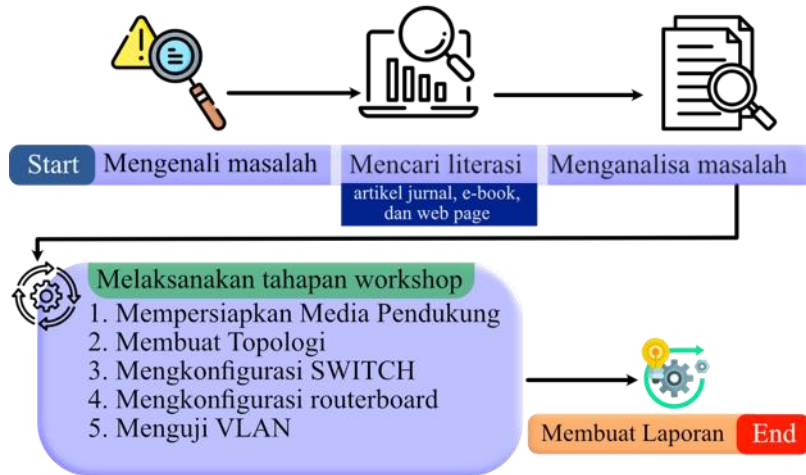 Start
Mengenali masalah
Mencari literasi
Menganalisa masalah
artikel jurnal, e-book,
dan web page
Melaksanakan tahapan workshop
1. Mempersiapkan Media Pendukung
2. Membuat Topologi
3. Mengkonfigurasi SWITCH
4. Mengkonfigurasi routerboard
5. Menguji VLAN
Membuat Laporan
End